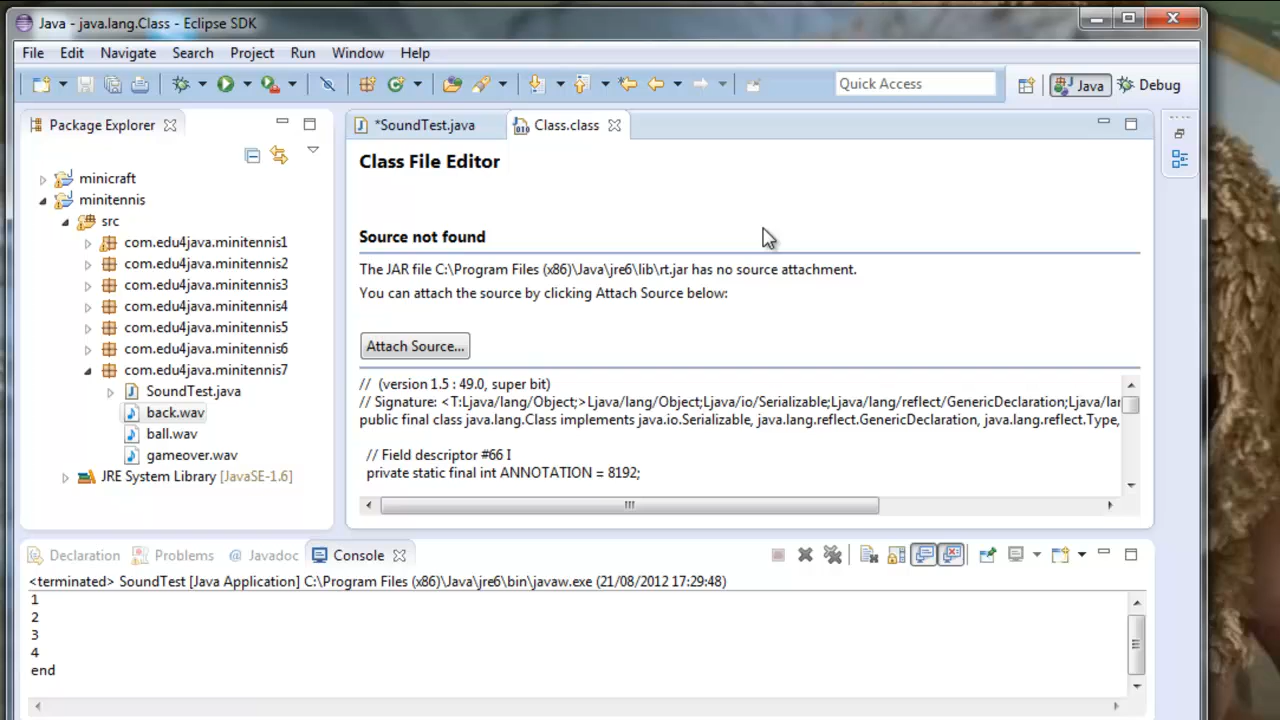 Java - java.lang.Class - Eclipse SDK
File Edit Navigate Search Project Run Window Help
Quick Access
Java
Debug
Package Explorer
*SoundTest.java
Class.class
minicraft
minitennis
src
com.edu4java.minitennis1
com.edu4java.minitennis2
com.edu4java.minitennis3
com.edu4java.minitennis4
com.edu4java.minitennis5
com.edu4java.minitennis6
com.edu4java.minitennis7
SoundTest.java
back.wav
ball.wav
gameover.wav
JRE System Library [JavaSE-1.6]
Class File Editor
Source not found
The JAR file C:\Program Files (x86)\Java\jre6\lib\rt.jar has no source attachment.
You can attach the source by clicking Attach Source below:
Attach Source...
// (version 1.5 : 49.0, super bit)
// Signature: <T:Ljava/lang/Object;>Ljava/lang/Object;Ljava/io/Serializable;Ljava/lang/reflect/GenericDeclaration;Ljava/lar
public final class java.lang.Class implements java.io.Serializable, java.lang.reflect.GenericDeclaration, java.lang.reflect.Type,
// Field descriptor #66 I
private static final int ANNOTATION = 8192;
Declaration
Problems
@ Javadoc
Console
<terminated> SoundTest [Java Application] C:\Program Files (x86)\Java\jre6\bin\javaw.exe (21/08/2012 17:29:48)
1
2
3
4
end